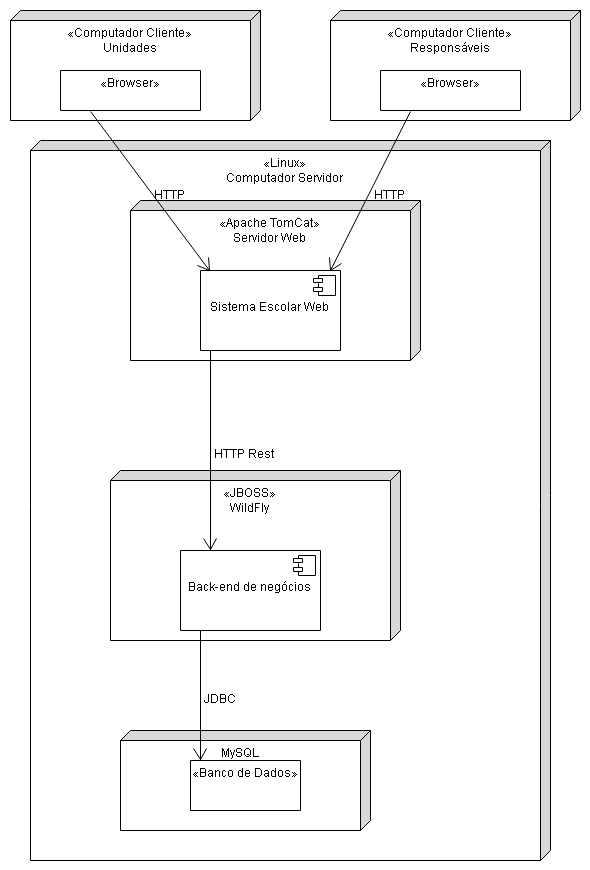 «Computador Cliente»
Unidades
«Browser»
«Computador Cliente»
Responsáveis
«Browser»
«Linux»
Computador Servidor
HTTP
HTTP
«Apache TomCat»
Servidor Web
Sistema Escolar Web
HTTP Rest
«JBOSS»
WildFly
Back-end de negócios
JDBC
MySQL
«Banco de Dados»